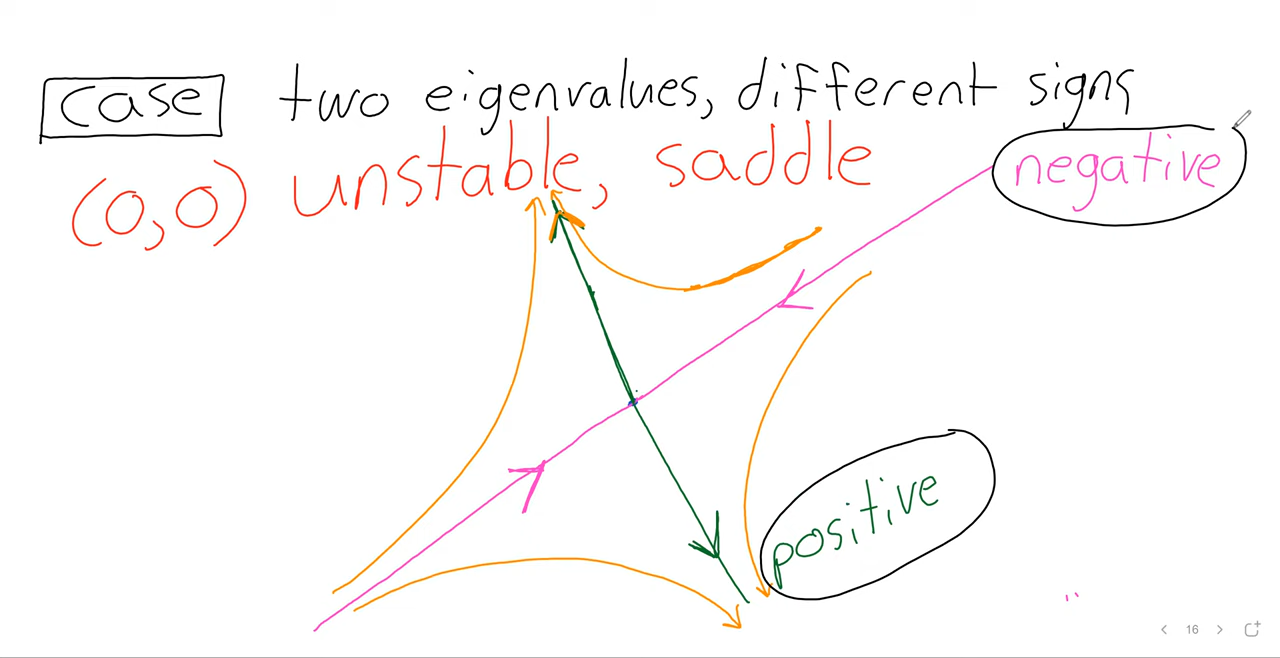 case two eigenvalues, different signs
(0,0) unstable, saddle
negative
positive
16